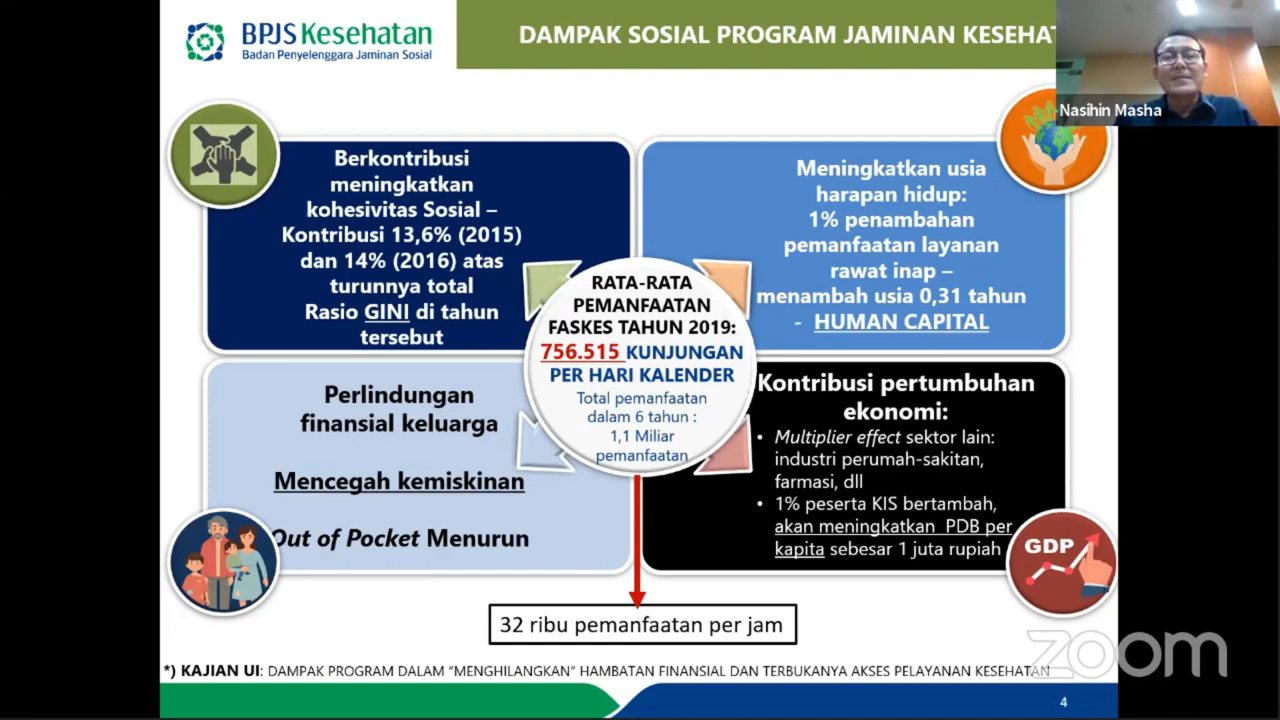 BPJS Kesehatan
Badan Penyelenggara Jaminan Sosial
DAMPAK SOSIAL PROGRAM JAMINAN KESEHAT
Nasihin Masha
Berkontribusi
meningkatkan
kohesivitas Sosial –
Kontribusi 13,6% (2015)
dan 14% (2016) atas
turunnya total
Rasio GINI di tahun
tersebut
Meningkatkan usia
harapan hidup:
1% penambahan
pemanfaatan layanan
rawat inap –
menambah usia 0,31 tahun
- HUMAN CAPITAL
RATA-RATA
PEMANFAATAN
FASKES TAHUN 2019:
756.515 KUNJUNGAN
PER HARI KALENDER
Total pemanfaatan
dalam 6 tahun :
1,1 Miliar
pemanfaatan
Perlindungan
finansial keluarga
Mencegah kemiskinan
Out of Pocket Menurun
Kontribusi pertumbuhan
ekonomi:
• Multiplier effect sektor lain:
industri perumah-sakitan,
farmasi, dll
• 1% peserta KIS bertambah,
akan meningkatkan PDB per
kapita sebesar 1 juta rupiah
GDP
32 ribu pemanfaatan per jam
*) KAJIAN UI: DAMPAK PROGRAM DALAM “MENGHILANGKAN” HAMBATAN FINANSIAL DAN TERBUKANYA AKSES PELAYANAN KESEHATAN
zoom
4